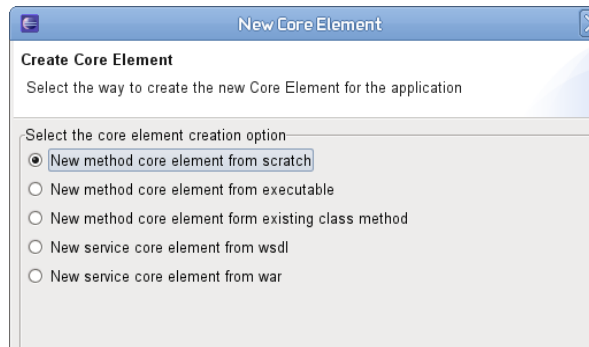 New Core Element
Create Core Element
Select the way to create the new Core Element for the application
Select the core element creation option
New method core element from scratch
New method core element from executable
New method core element form existing class method
New service core element from wsdl
New service core element from war